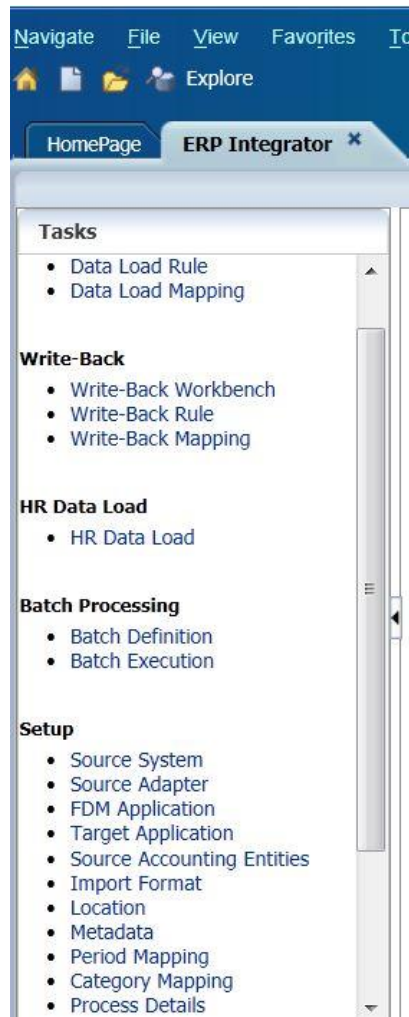 Navigate File View Favorites
Explore
HomePage ERP Integrator
Tasks
Data Load Rule
Data Load Mapping
Write-Back
Write-Back Workbench
Write-Back Rule
Write-Back Mapping
HR Data Load
HR Data Load
Batch Processing
Batch Definition
Batch Execution
Setup
Source System
Source Adapter
FDM Application
Target Application
Source Accounting Entities
Import Format
Location
Metadata
Period Mapping
Category Mapping
Process Details